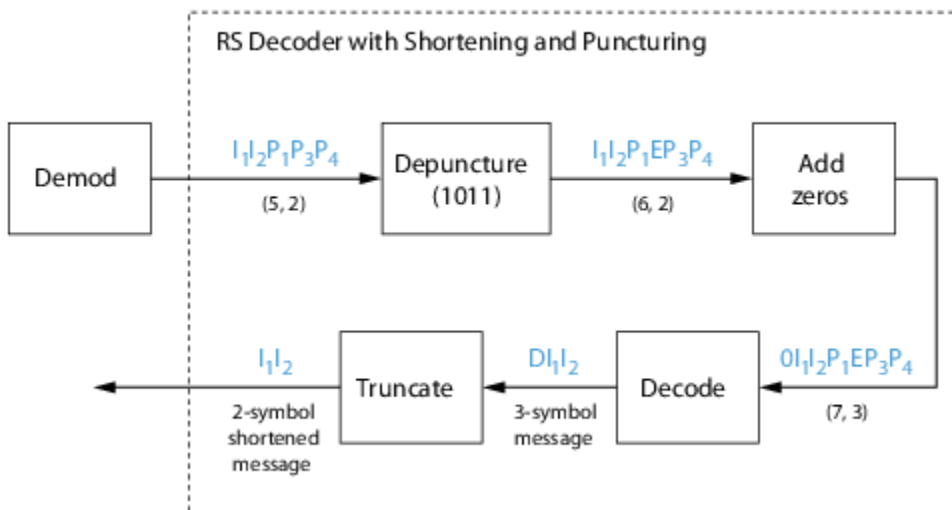 RS Decoder with Shortening and Puncturing
Demod
I₁I₂P₁P₃P₄
(5, 2)
Depuncture
(1011)
I₁I₂P₁EP₃P₄
(6, 2)
Add
zeros
I₁I₂
2-symbol
shortened
message
Truncate
DI₁I₂
3-symbol
message
Decode
0I₁I₂P₁EP₃P₄
(7, 3)